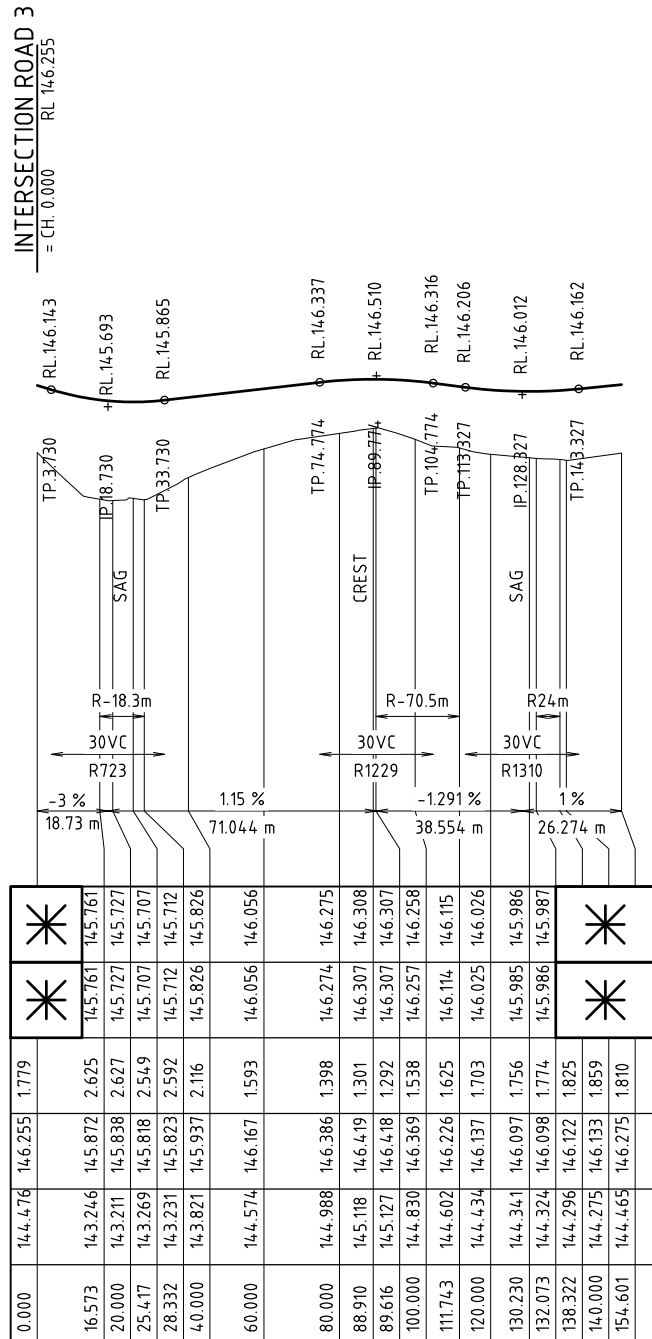 INTERSECTION ROAD 3
= CH. 0.000 RL 146.255
RL.146.143
RL.145.693
RL.145.865
RL.146.337
RL.146.510
RL.146.316
RL.146.206
RL.146.012
RL.146.162
TP.3.730
IP.18.730
TP.33.730
TP.74.774
IP.89.774
TP.104.774
TP.113.327
IP.128.327
TP.143.327
SAG
CREST
SAG
R-18.3m
R-70.5m
R24m
30VC
30VC
30VC
R723
R1229
R1310
-3 %
1.15 %
-1.291 %
1 %
18.73 m
71.044 m
38.554 m
26.274 m
145.761 145.727 145.707 145.712 145.826 146.056 146.275 146.308 146.307 146.258 146.115 146.026 145.986 145.987
145.761 145.727 145.707 145.712 145.826 146.056 146.274 146.307 146.307 146.257 146.114 146.025 145.985 145.986
1.779 2.625 2.627 2.549 2.592 2.116 1.593 1.398 1.301 1.292 1.538 1.625 1.703 1.756 1.774 1.825 1.859 1.810
146.255 145.872 145.838 145.818 145.823 145.937 146.167 146.386 146.419 146.418 146.369 146.226 146.137 146.097 146.098 146.122 146.133 146.275
144.476 143.246 143.211 143.269 143.231 143.821 144.574 144.988 145.118 145.127 144.830 144.602 144.434 144.341 144.324 144.296 144.275 144.465
0.000 16.573 20.000 25.417 28.332 40.000 60.000 80.000 88.910 89.616 100.000 111.743 120.000 130.230 132.073 138.322 140.000 154.601